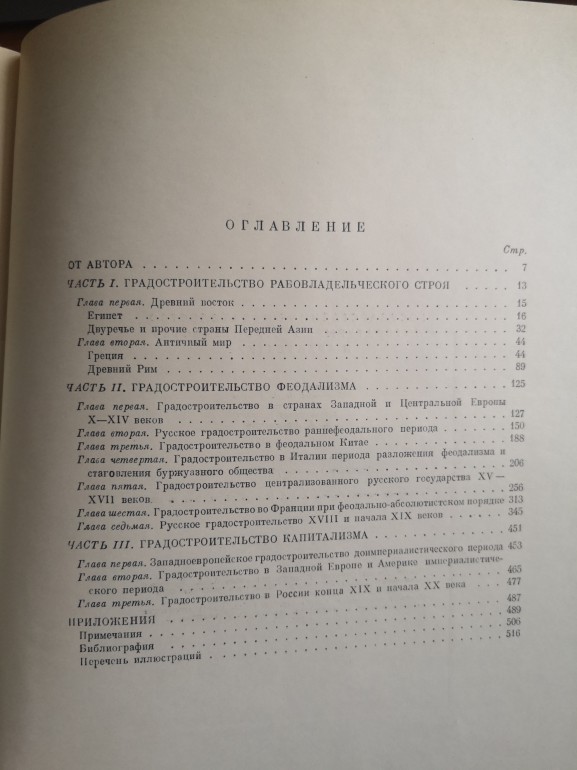 ОГЛАВЛЕНИЕ
Стр.
ОТ АВТОРА . . . 7
ЧАСТЬ I. ГРАДОСТРОИТЕЛЬСТВО РАБОВЛАДЕЛЬЧЕСКОГО СТРОЯ . . . 13
Глава первая. Древний восток . . . 15
Египет . . . 16
Двуречье и прочие страны Передней Азии . . . 32
Глава вторая. Античный мир . . . 44
Греция . . . 44
Древний Рим . . . 89
ЧАСТЬ II. ГРАДОСТРОИТЕЛЬСТВО ФЕОДАЛИЗМА . . . 125
Глава первая. Градостроительство в странах Западной и Центральной Европы
X—XIV веков . . . 127
Глава вторая. Русское градостроительство раннефеодального периода . . . 150
Глава третья. Градостроительство в феодальном Китае . . . 188
Глава четвертая. Градостроительство в Италии периода разложения феодализма и
становления буржуазного общества . . . 206
Глава пятая. Градостроительство централизованного русского государства XV—
XVII веков . . . 256
Глава шестая. Градостроительство во Франции при феодально-абсолютистском порядке 313
Глава седьмая. Русское градостроительство XVIII и начала XIX веков . . . 345
ЧАСТЬ III. ГРАДОСТРОИТЕЛЬСТВО КАПИТАЛИЗМА . . . 451
Глава первая. Западноевропейское градостроительство доимпериалистического периода 453
Глава вторая. Градостроительство в Западной Европе и Америке империалистиче-
ского периода . . . 465
Глава третья. Градостроительство в России конца XIX и начала XX века . . . 477
ПРИЛОЖЕНИЯ . . . 487
Примечания . . . 489
Библиография . . . 506
Перечень иллюстраций . . . 516